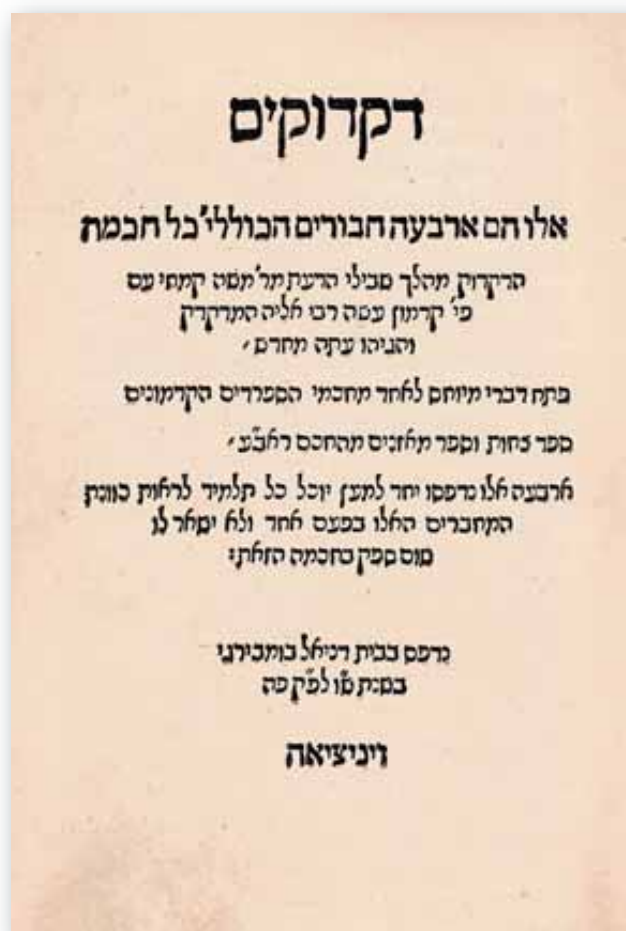 דקדוקים
אלו הם ארבעה חבורים הכוללי׳ כל חכמת
הדקדוק מהלך שבילי הדעת מר׳ משה קמחי עם
פי׳ קדמון עשה רבי אליה המדקדק
והגיהו עתה מחדש ׳
פתח דברי מיוחס לאחד מחכמי הספרדים הקדמונים
ספר צחות וספר מאזנים מהחכם ראב״ע ׳
ארבעה אלו נדפסו יחד למען יוכל כל תלמיד לראות כוונת
המחברים האלו בפעם אחד ולא ישאר לו
שום ספק בחכמה הזאת :
נדפס בבית דניאל בומבירגי
בשנת ש״ו לפ״ק פה
ויניציאה